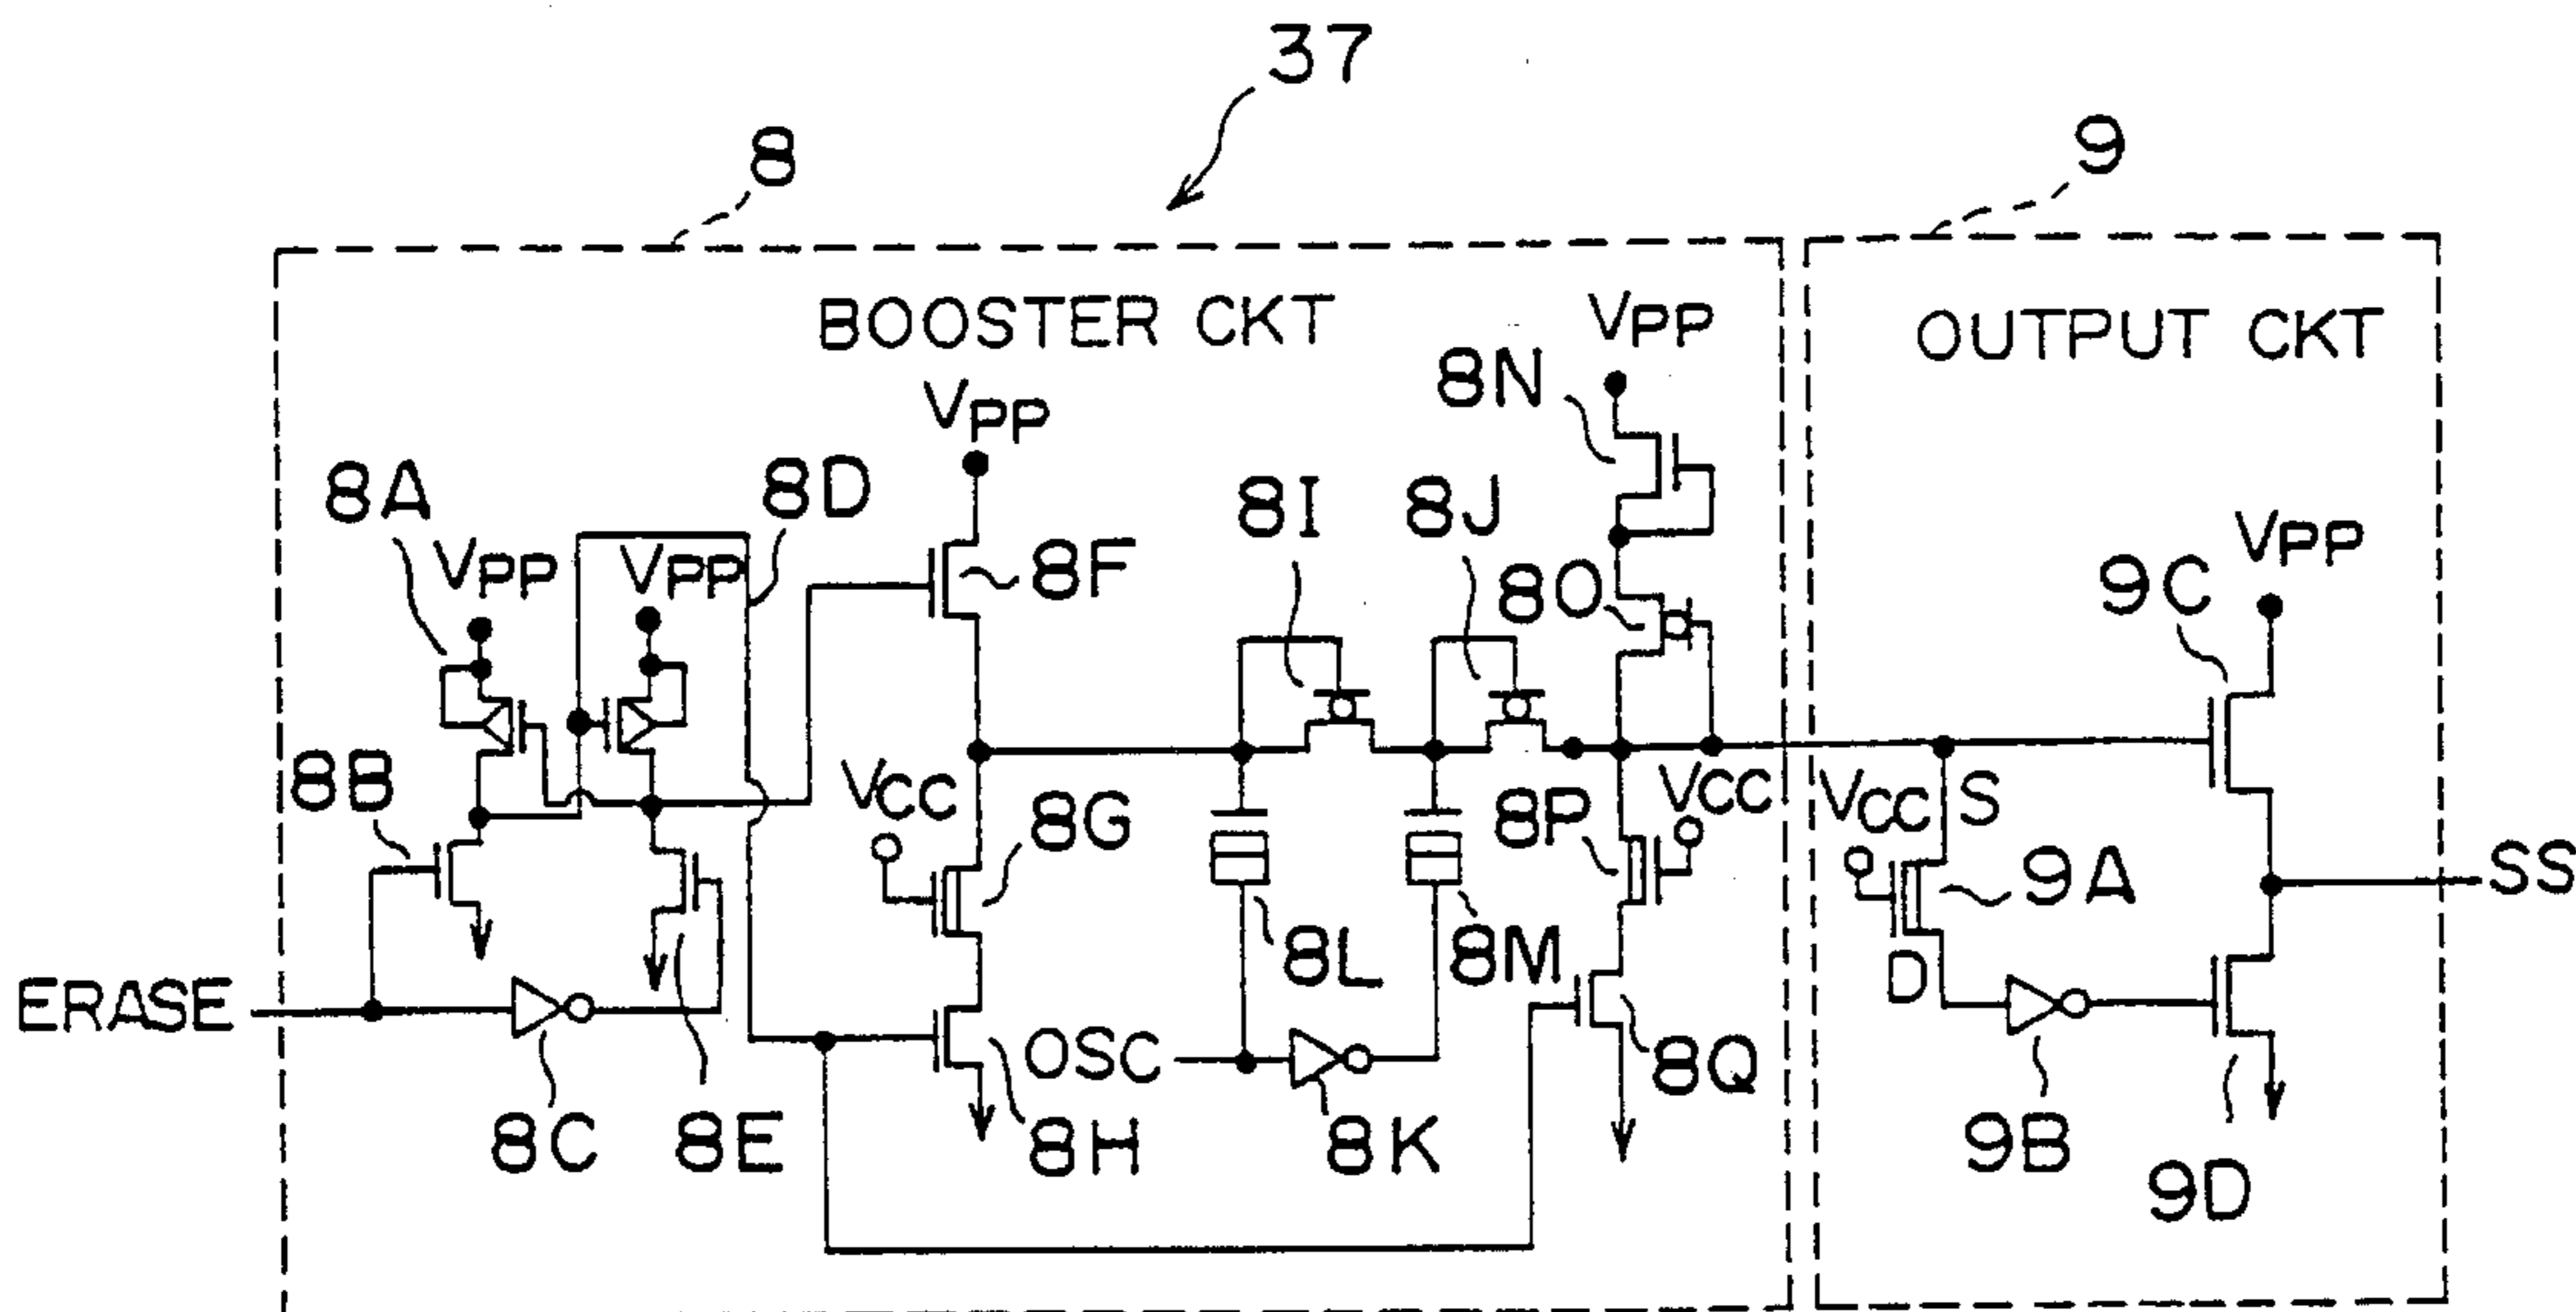 37
8
9
BOOSTER CKT
OUTPUT CKT
VPP
8N
VPP
8A
8D
8I
8J
VPP
VPP
VPP
8F
8O
9C
8B
VCC
8G
8P
VCC
VCC
S
9A
SS
8L
8M
D
ERASE
OSC
8Q
8C
8E
8H
8K
9B
9D